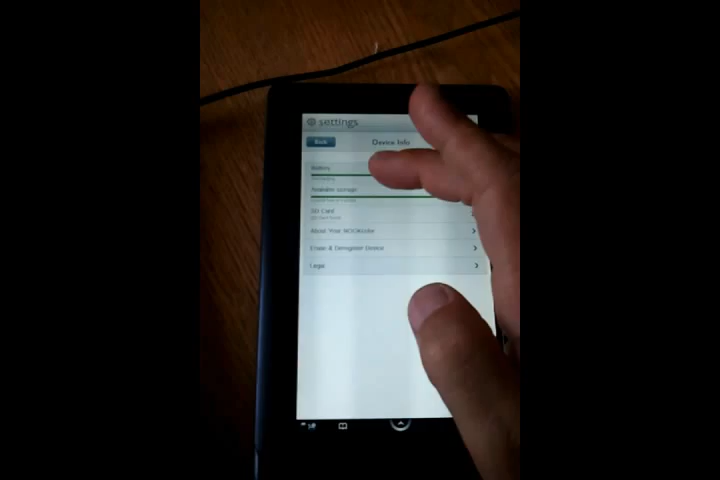 settings
Back
Device Info
Battery
Available storage
SD Card
About Your NOOKcolor
Erase & Deregister Device
Legal